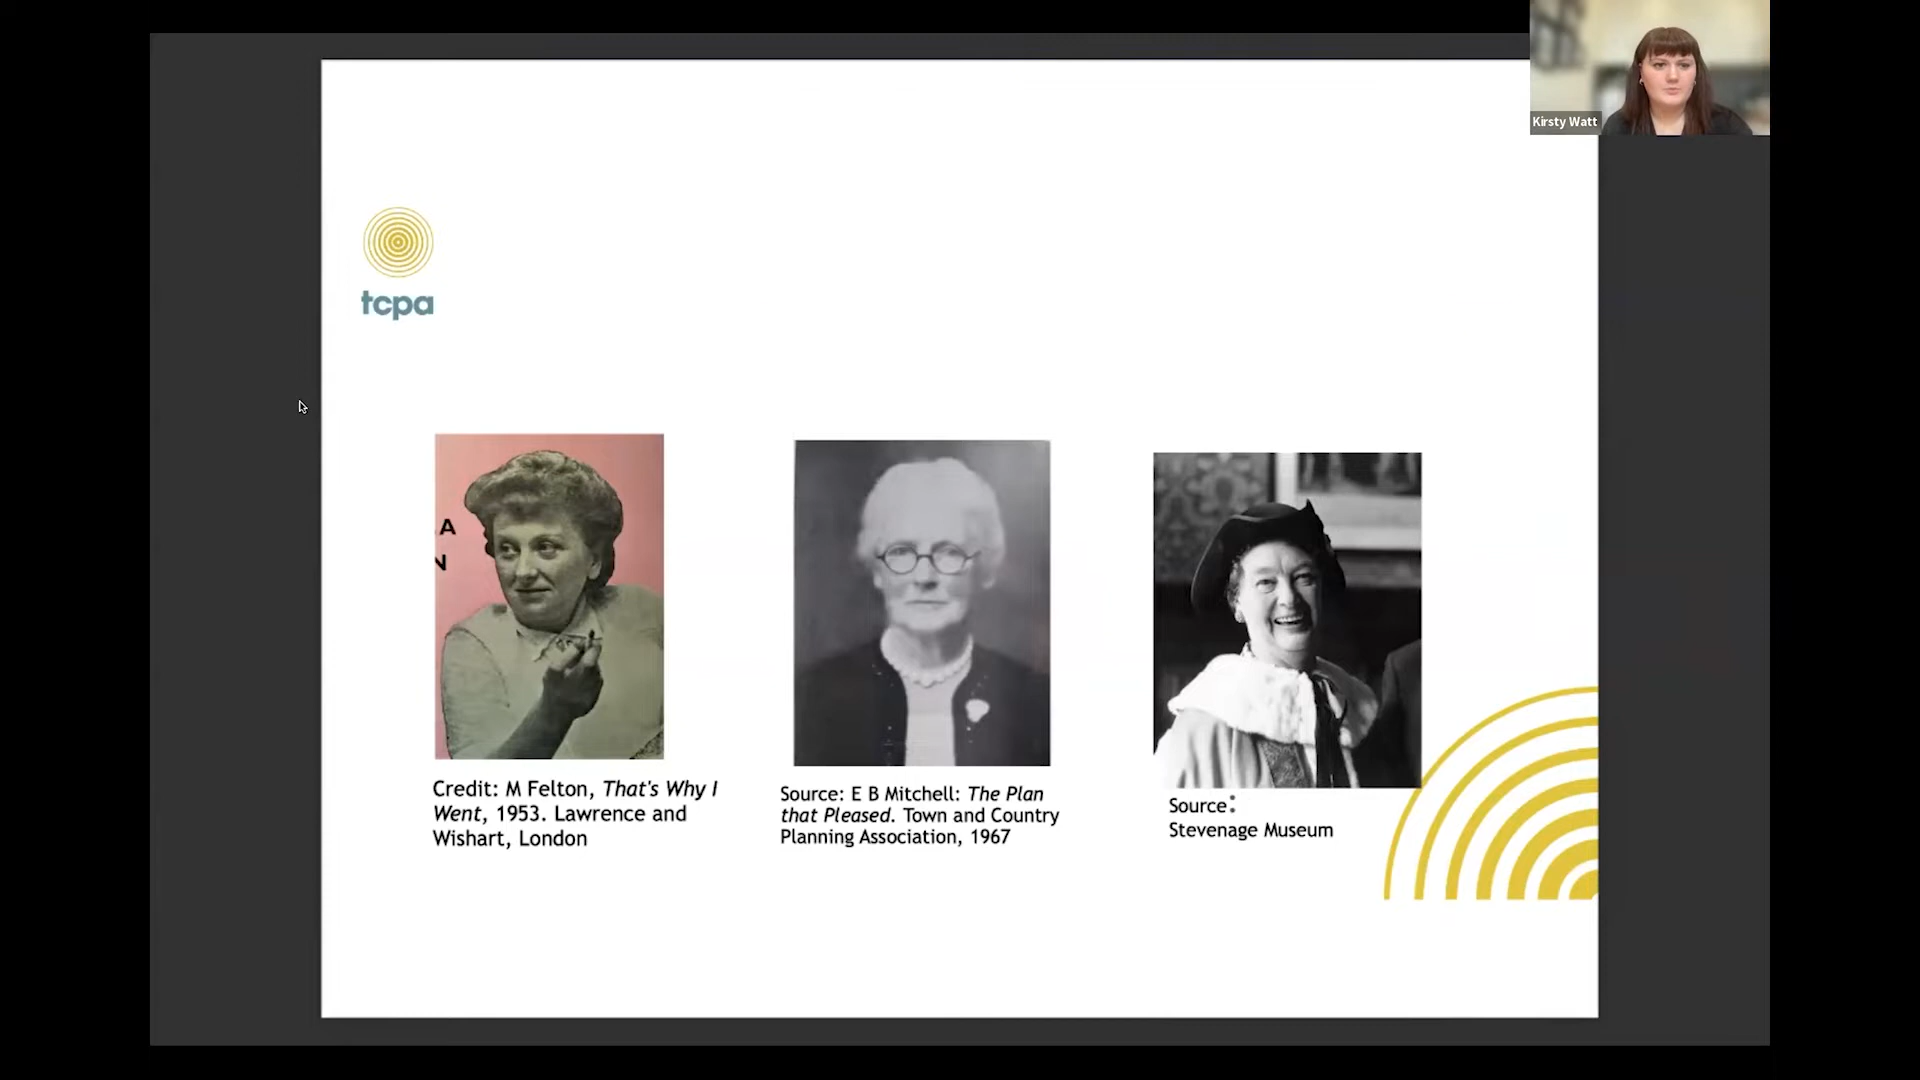 Kirsty Watt
tcpa
A
N
Credit: M Felton, That's Why I
Went, 1953. Lawrence and
Wishart, London
Source: E B Mitchell: The Plan
that Pleased. Town and Country
Planning Association, 1967
Source:
Stevenage Museum